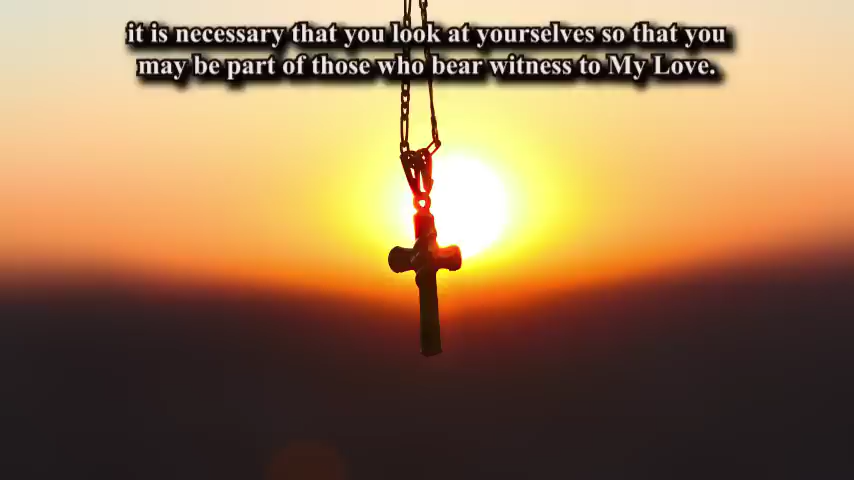 it is necessary that you look at yourselves so that you
may be part of those who bear witness to My Love.